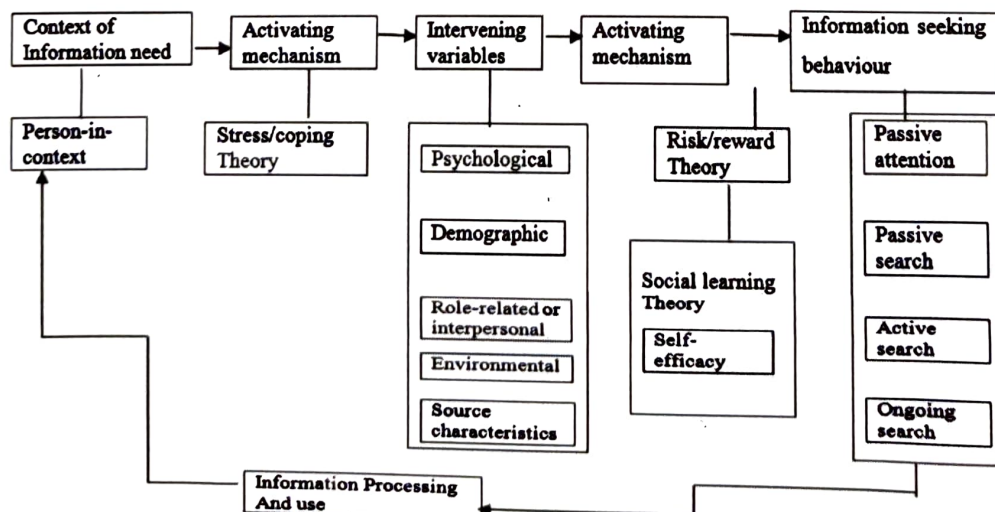 Context of
Information need
Activating
mechanism
Intervening
variables
Activating
mechanism
Information seeking
behaviour
Person-in-
context
Stress/coping
Theory
Psychological
Demographic
Role-related or
interpersonal
Environmental
Source
characteristics
Risk/reward
Theory
Social learning
Theory
Self-
efficacy
Passive
attention
Passive
search
Active
search
Ongoing
search
Information Processing
And use